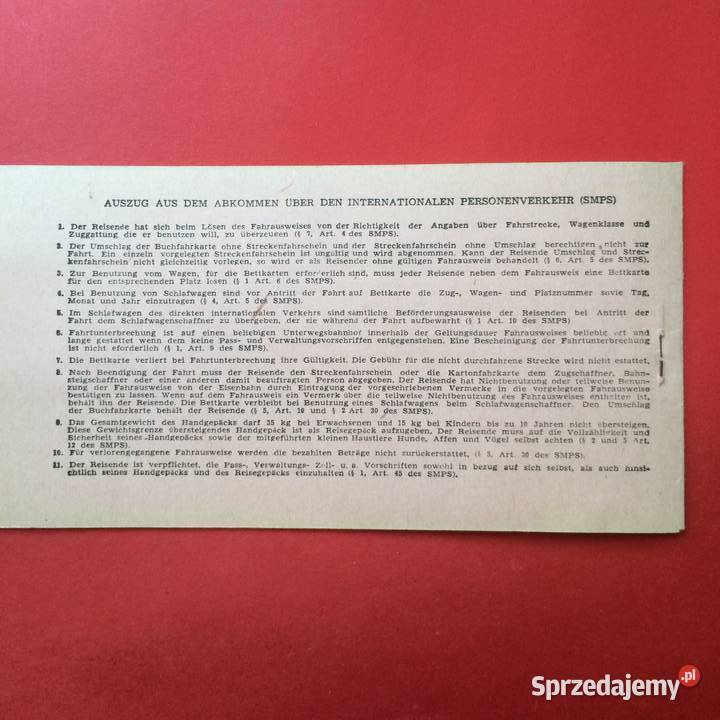 AUSZUG AUS DEM ABKOMMEN ÜBER DEN INTERNATIONALEN PERSONENVERKEHR (SMPS)
1. Der Reisende hat sich beim Lösen des Fahrausweises von der Richtigkeit der Angaben über Fahrstrecke, Wagenklasse und
Zuggattung die er benutzen will, zu überzeugen (§ 7, Art. 4 des SMPS).
2. Der Umschlag der Buchfahrkarte ohne Streckenfahrschein und der Streckenfahrschein ohne Umschlag berechtigen nicht zur
Fahrt. Ein einzeln vorgelegten Streckenfahrschein ist ungültig und wird abgenommen. Kann der Reisende Umschlag und Strec-
kenfahrschein nicht gleichzeitig vorlegen, so wird er als Reisender ohne gültigen Fahrausweis behandelt (§ 6, Art. 5 des SMPS).
3. Zur Benutzung vom Wagen, für die Bettkarten erforderlich sind, muss jeder Reisende neben dem Fahrausweis eine Bettkarte
für den entsprechenden Platz losen (§ 1 Art. 6 des SMPS).
4. Bei Benutzung von Schlafwagen sind vor Antritt der Fahrt auf Bettkarte die Zug-, Wagen- und Platznummer sowie Tag,
Monat und Jahr einzutragen (§ 4, Art. 5 des SMPS).
5. Im Schlafwagen des direkten internationalen Verkehrs sind sämtliche Beförderungsausweise der Reisenden bei Antritt der
Fahrt dem Schlafwagenschaffner zu übergeben, der sie während der Fahrt aufbewahrt (§ 1 Art. 10 des SMPS)
6. Fahrtunterbrechung ist auf einen beliebigen Unterwegsbahnhof innerhalb der Geltungsdauer Fahrausweises beliebig ort und
lange gestattet wenn dem keine Pass- und Verwaltungsvorschriften entgegenstehen. Eine Bescheinigung der Fahrtunterbrechung
ist nicht eforderlich (§ 1, Art. 9 des SMPS).
7. Die Bettkarte verliert bei Fahrtunterbrechung ihre Gültigkeit. Die Gebühr für die nicht durchfahrene Strecke wird nicht estattet.
8. Nach Beendigung der Fahrt muss der Reisende den Streckenfahrschein oder die Kartonfahrkarte dem Zugschaffner, Bahn-
steigschaffner oder einer anderen damit beauftragten Person abgegeben. Der Reisende hat Nichtbenutzung oder teilweise Benun-
zung der Fahrausweise von der Eisenbahn durch Eintragung der vorgeschriebenen Vermerke in die vorgelegten Fahrausweise
bestätigen zu lassen. Wenn auf dem Fahrausweis ein Vermerk über die teilweise Nichtbenutzung des Fahrausweises enthalten ist,
behält ihn der Reisende. Die Bettkarte verbleibt bei Benutzung eines Schlafwagens beim Schlafwagenschaffner. Den Umschlag
der Buchfahrkarte behält der Reisende (§ 5, Art. 10 und § 2 Art 30 des SMPS).
9. Das Gesamtgewicht des Handgepäcks darf 35 kg bei Erwachsenen und 15 kg bei Kindern bis zu 10 Jahren nicht übersteigen.
Diese Gewichtsgrenze übersteigendes Handgepäck ist als Reisegepäck aufrugeben. Der Reisende muss auf die Vollzähligkeit und
Sicherheit seines Handgepäcks sowie der mitgeführten kleinen Haustiere Hunde, Affen und Vögel selbst achten (§ 2 und 5 Art.
12 des SMPS).
10. Für verlorengegangene Fahrausweise werden die bezahlten Beträge nicht zurückerstattet, (§ 3, Art. 30 des SMPS).
11. Der Reisende ist verpflichtet, die Pass-, Verwaltungs- Zoll- u. a. Vorschriften sowohl in bezug auf sich selbst, als auch hinsi-
chtlich seines Handgepäcks und des Reisegepäcks einzuhalten (§ 1, Art. 45 des SMPS).
Sprzedajemy.pl